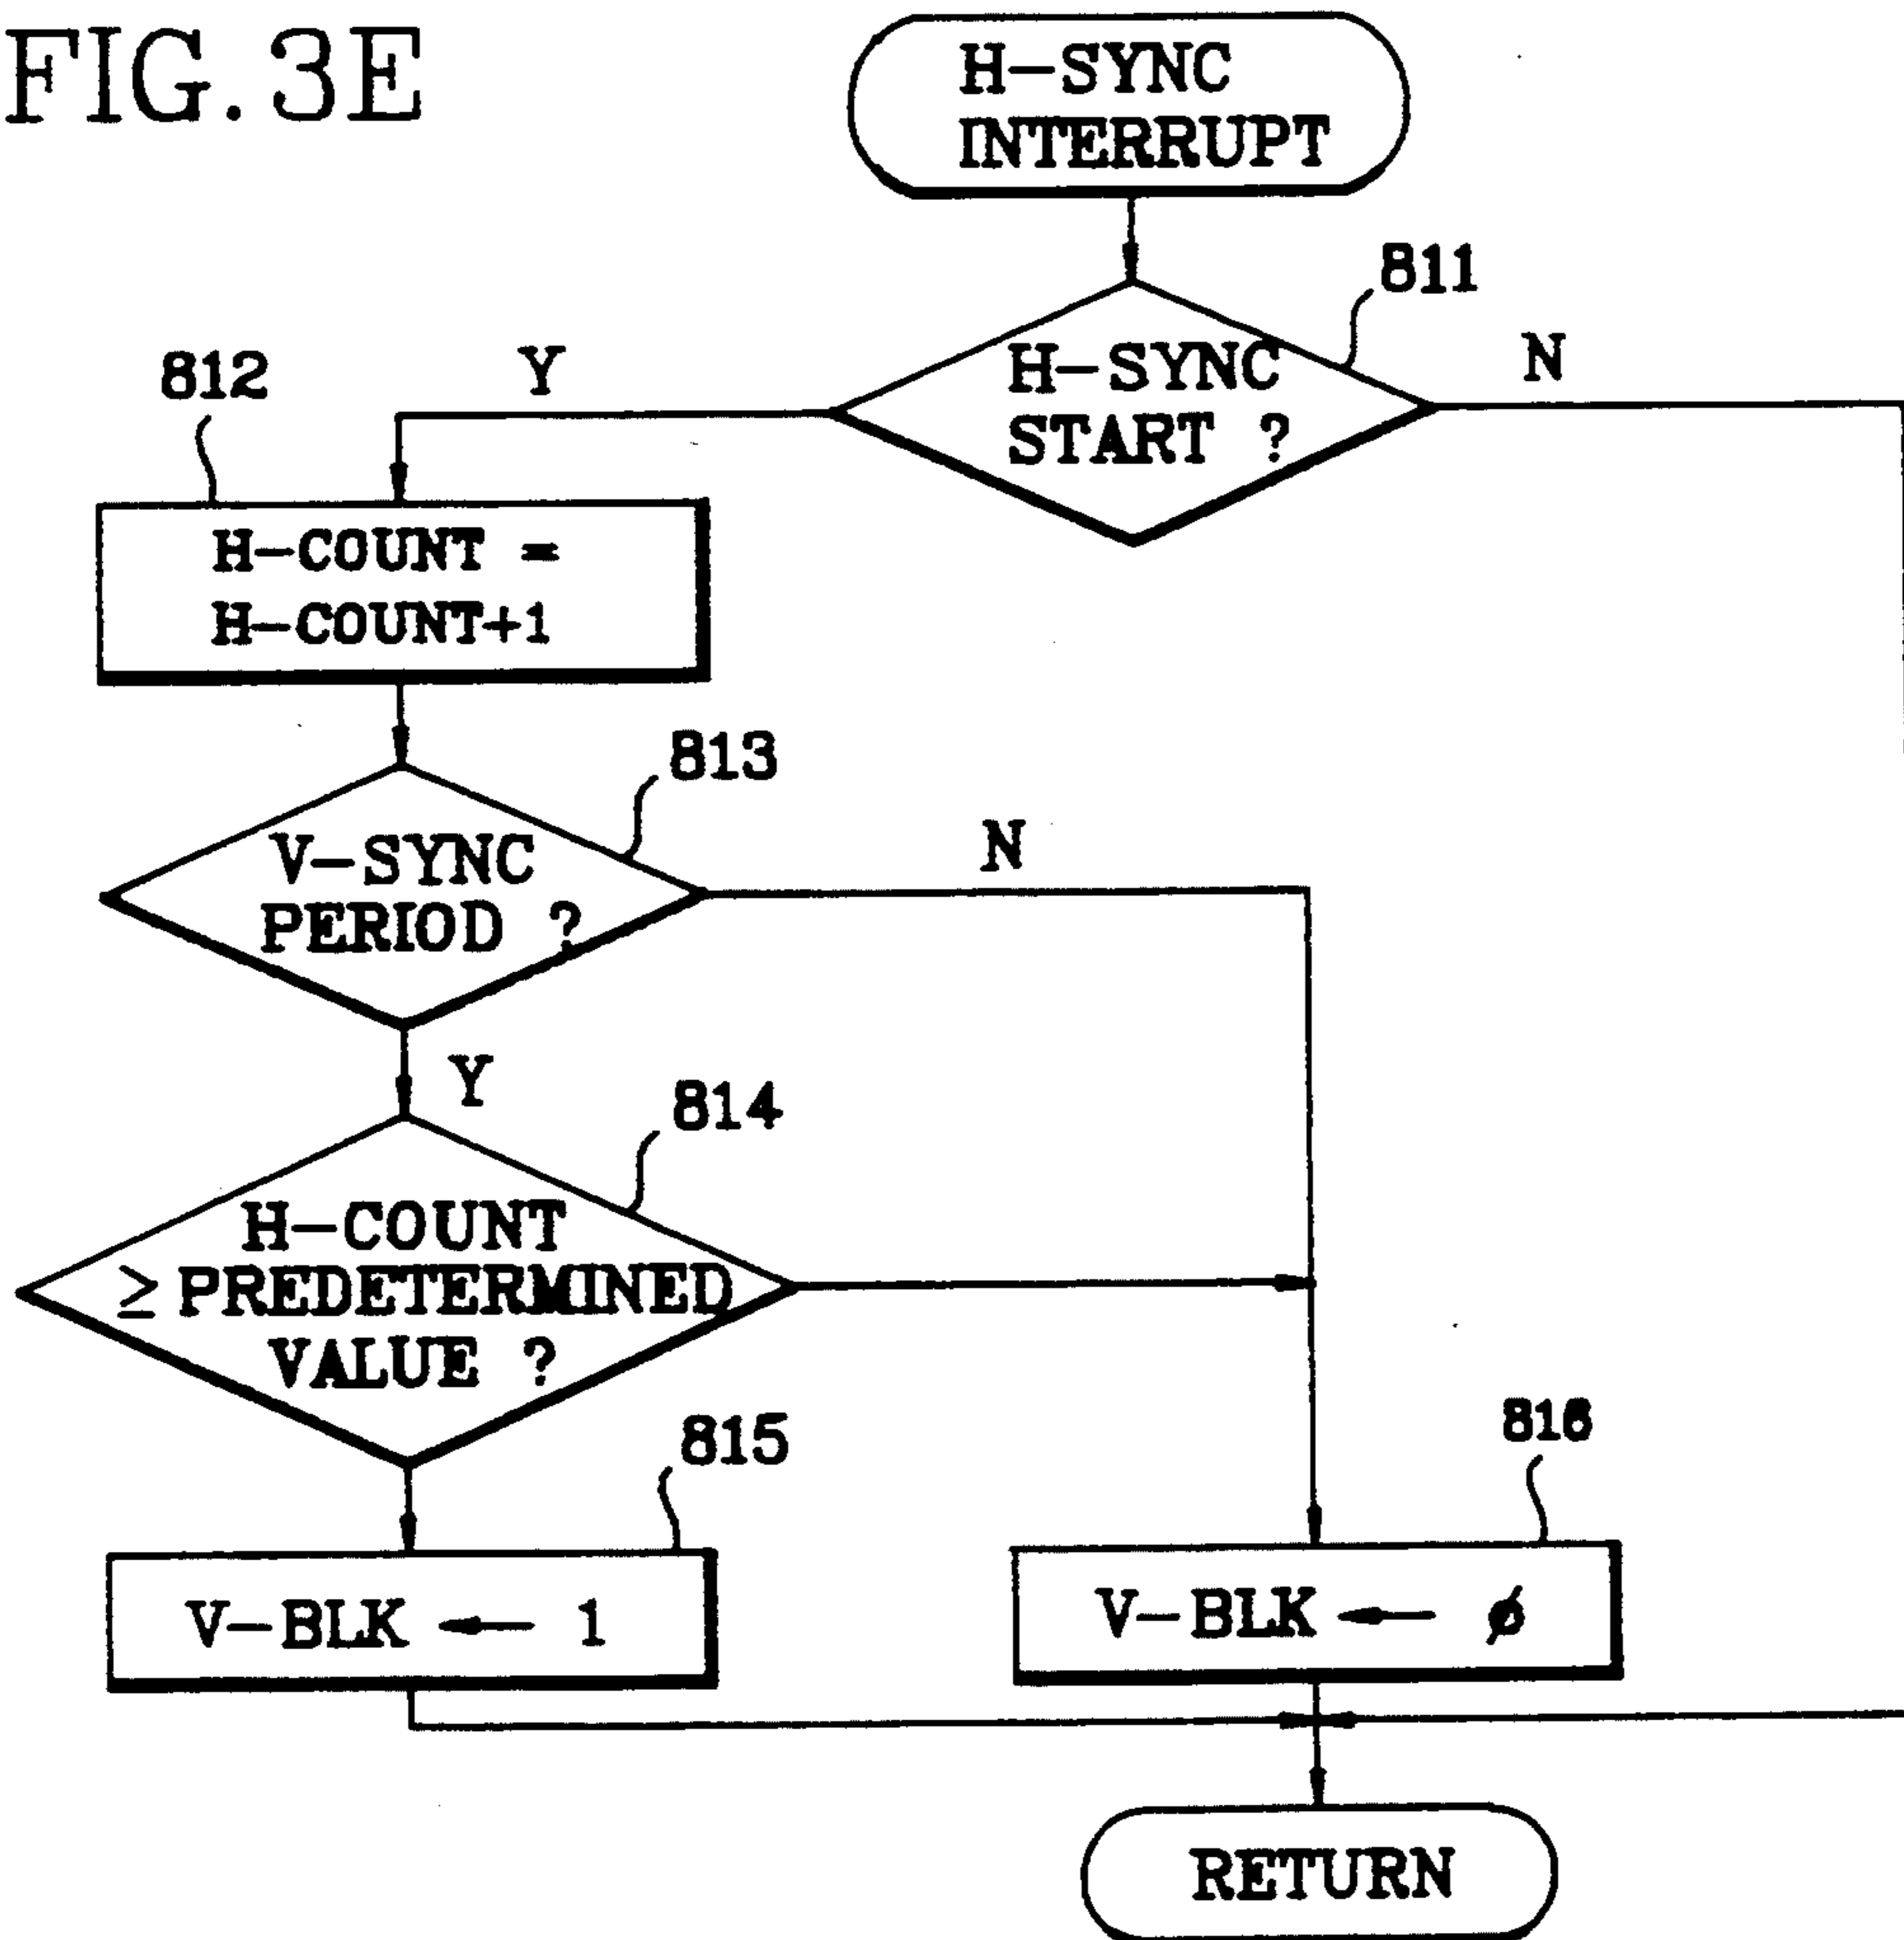 FIG. 3E
H-SYNC
INTERRUPT
811
H-SYNC
START ?
Y
N
812
H-COUNT =
H-COUNT+1
813
V-SYNC
PERIOD ?
N
Y
814
H-COUNT
≥ PREDETERMINED
VALUE ?
815
V-BLK ← 1
816
V-BLK ← ø
RETURN